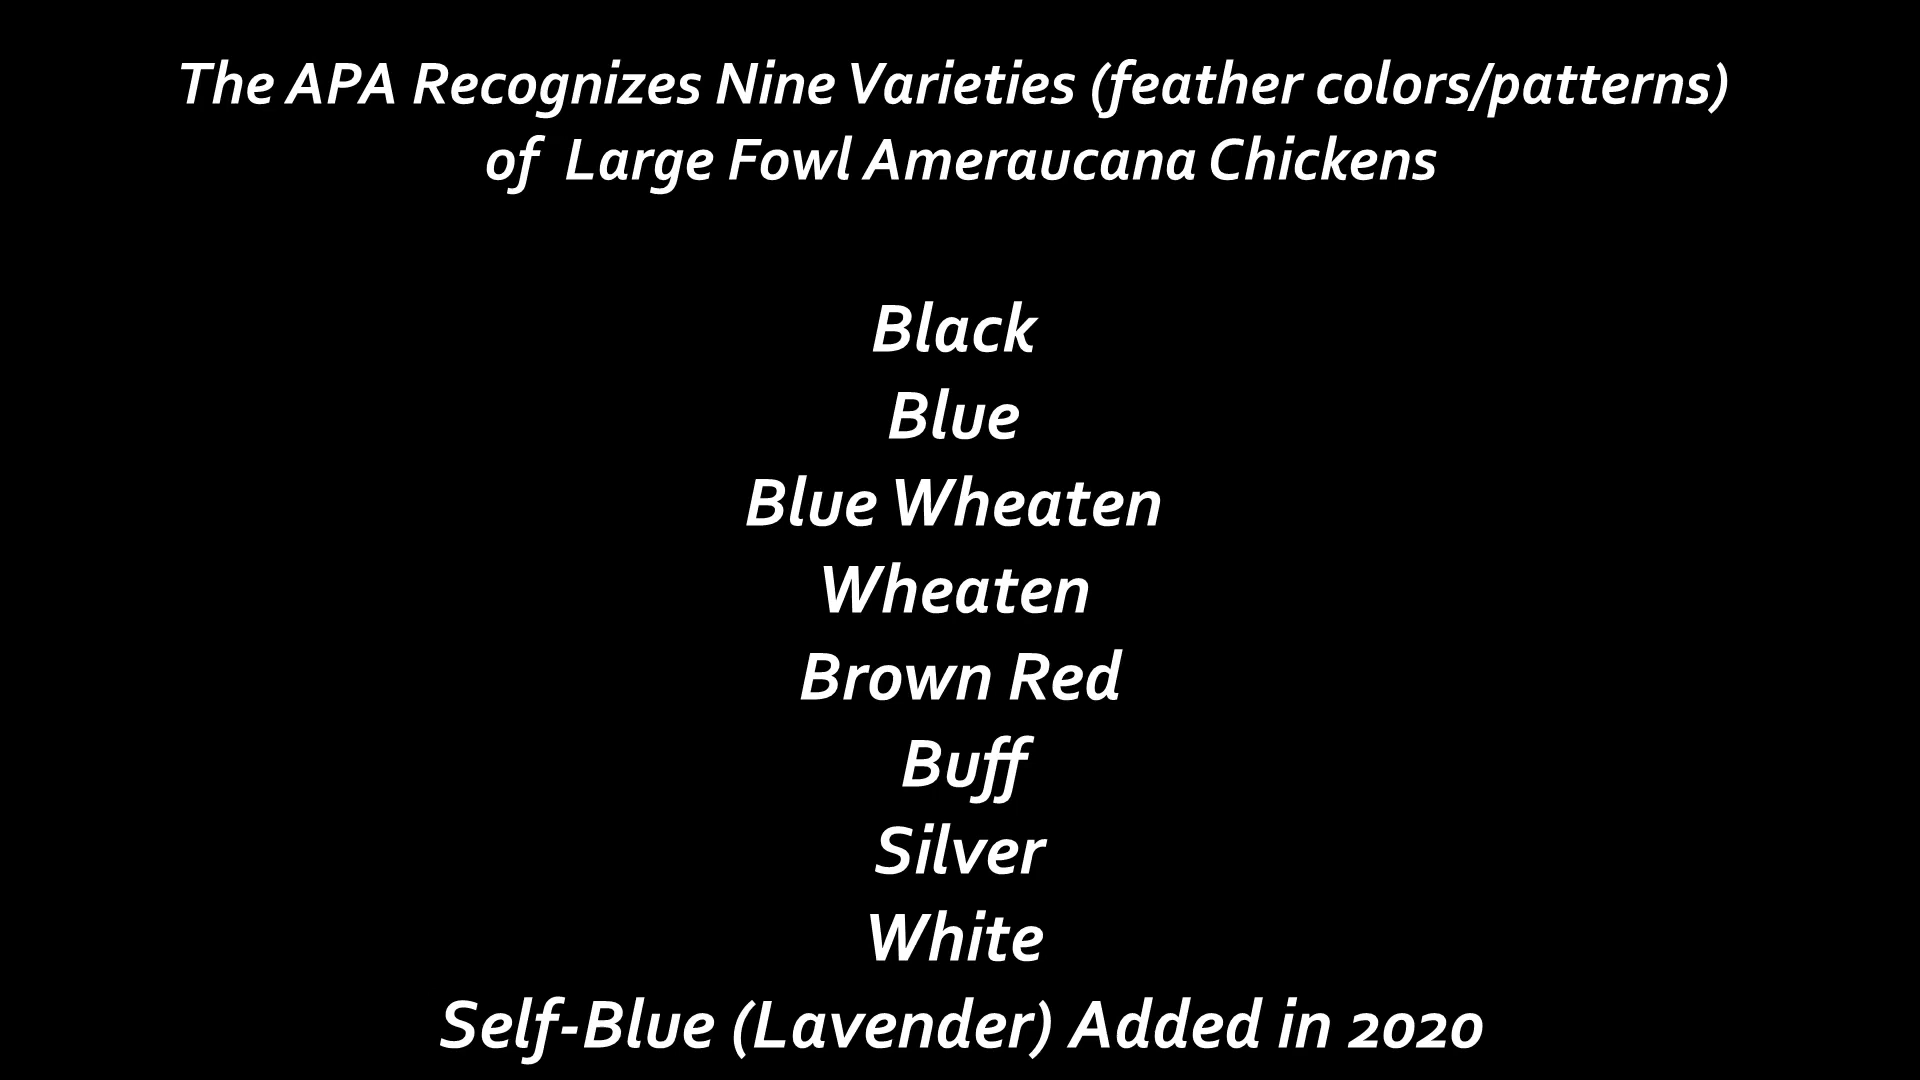 The APA Recognizes Nine Varieties (feather colors/patterns)
of Large Fowl Ameraucana Chickens
Black
Blue
Blue Wheaten
Wheaten
Brown Red
Buff
Silver
White
Self-Blue (Lavender) Added in 2020